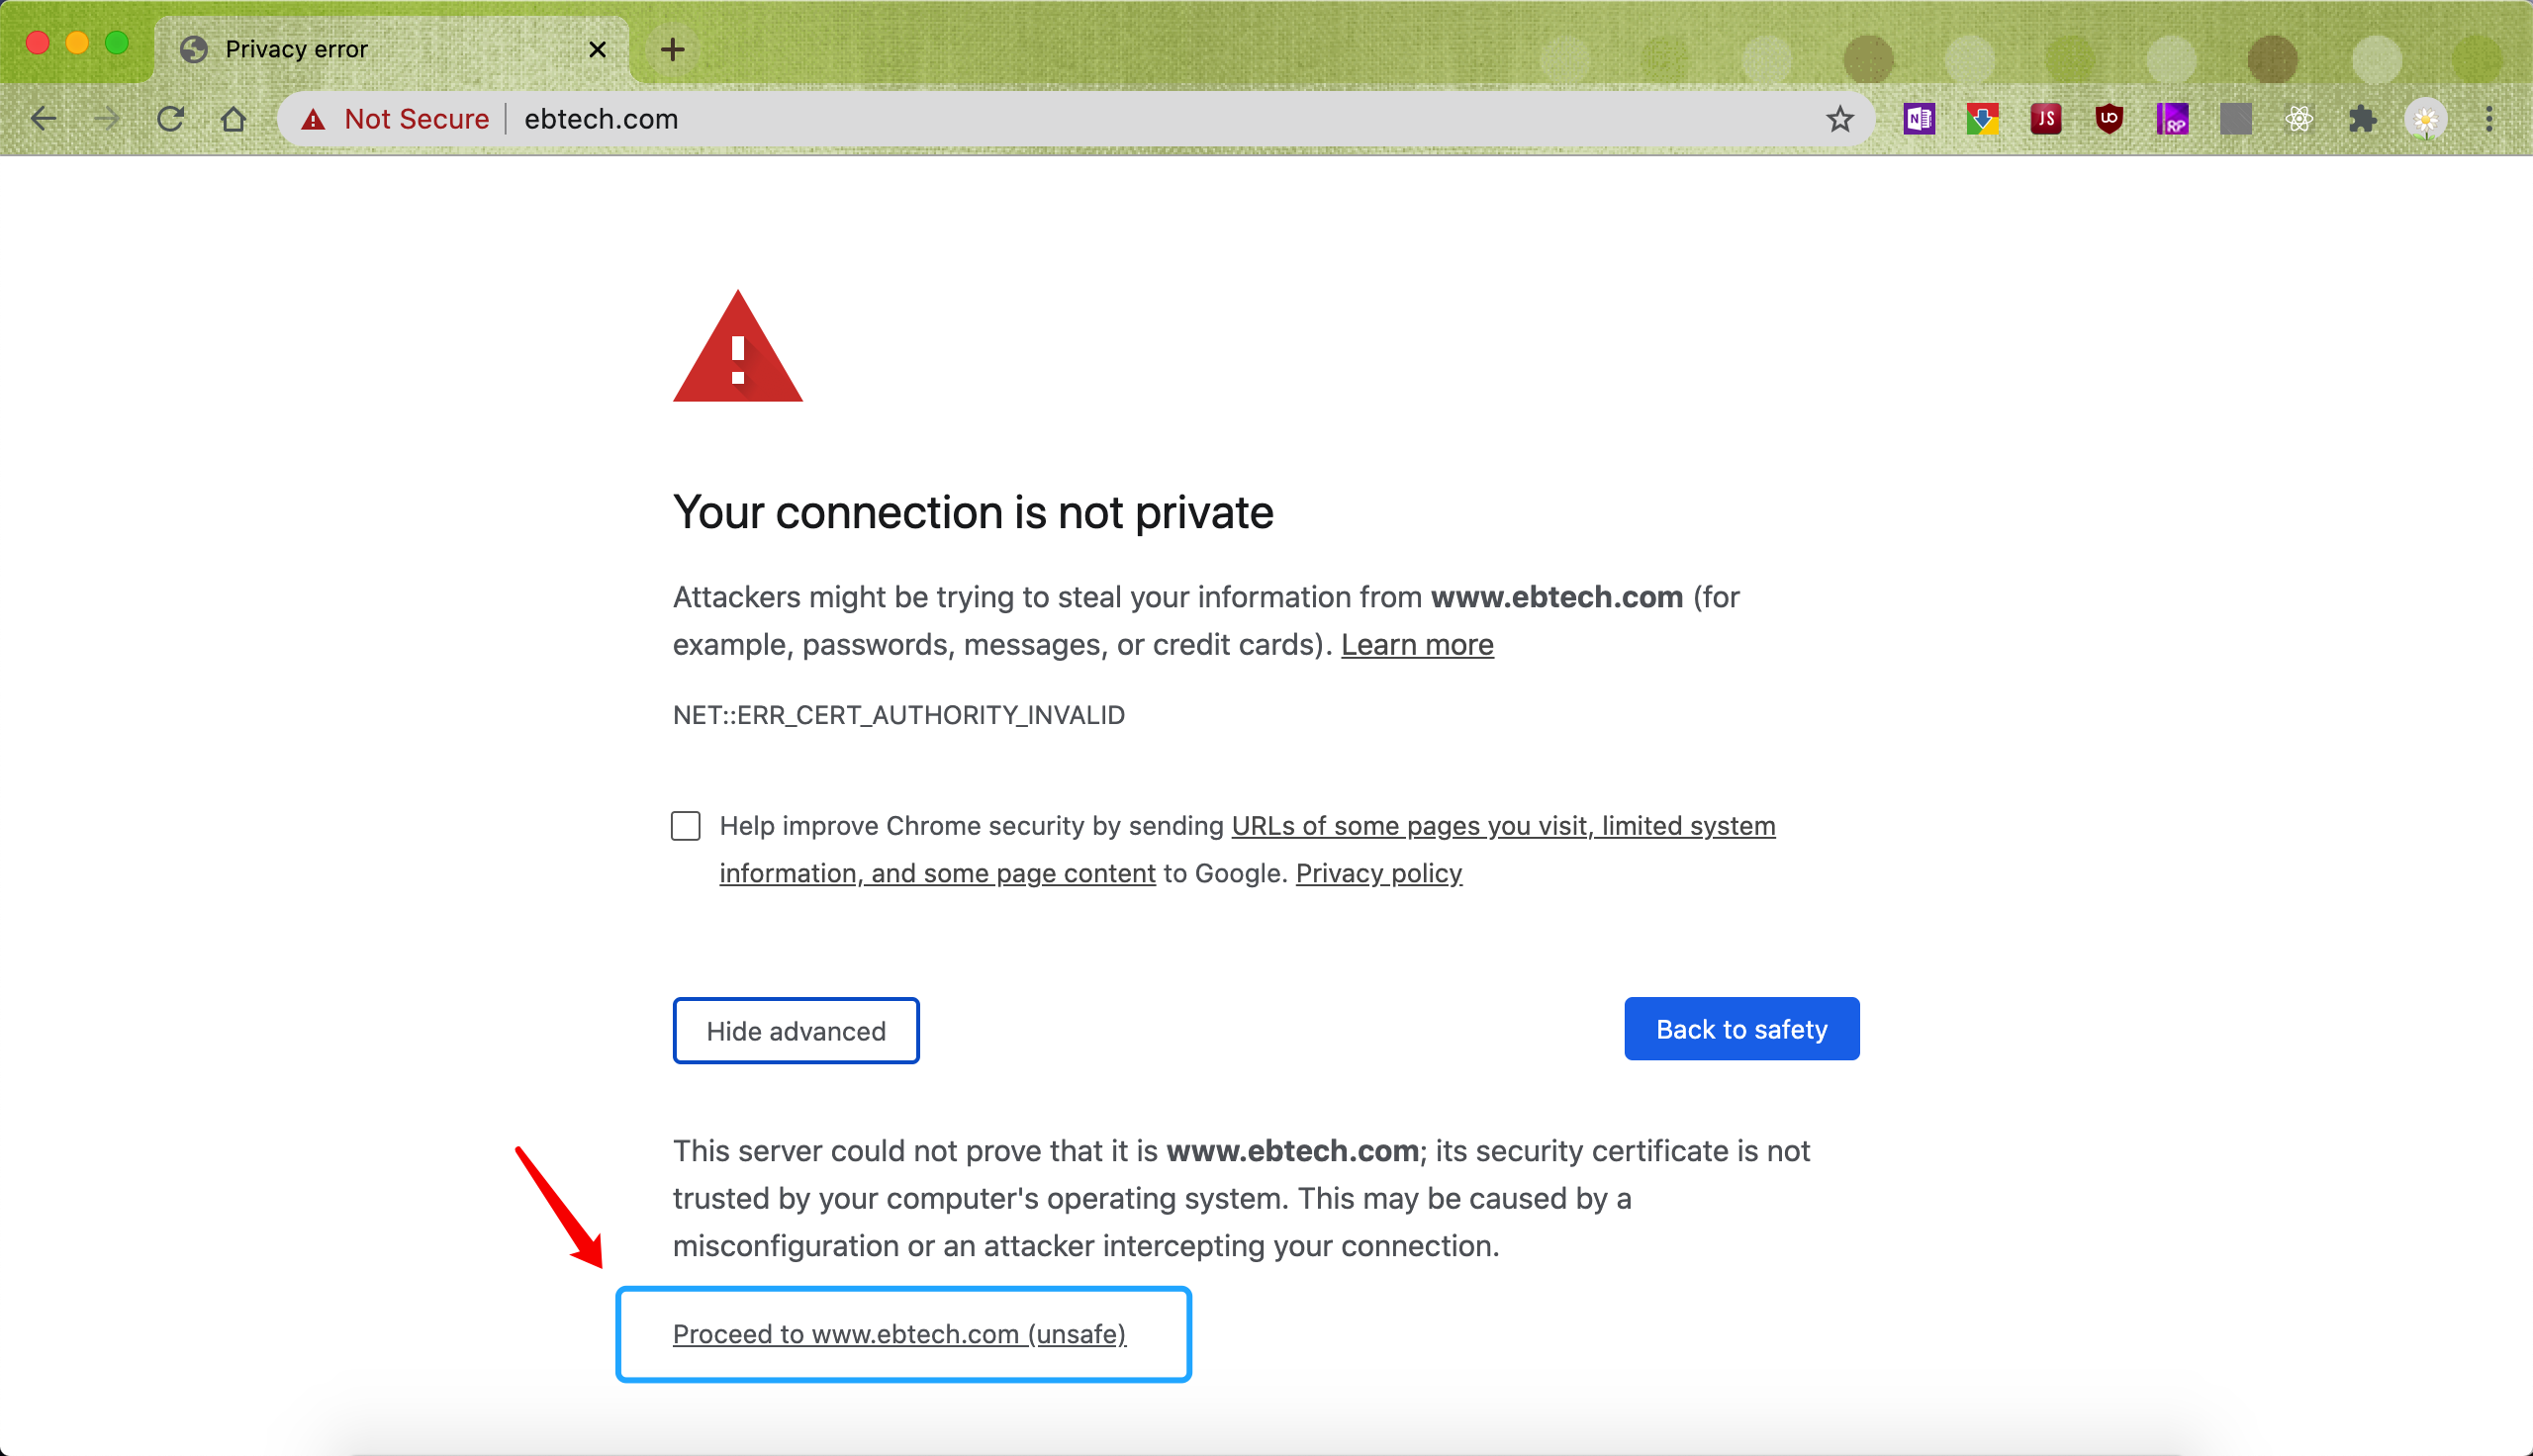 Privacy error
Not Secure
ebtech.com
N
JS
UO
RP
Your connection is not private
Attackers might be trying to steal your information from www.ebtech.com (for
example, passwords, messages, or credit cards). Learn more
NET::ERR_CERT_AUTHORITY_INVALID
Help improve Chrome security by sending URLs of some pages you visit, limited system
information, and some page content to Google. Privacy policy
Hide advanced
Back to safety
This server could not prove that it is www.ebtech.com; its security certificate is not
trusted by your computer's operating system. This may be caused by a
misconfiguration or an attacker intercepting your connection.
Proceed to www.ebtech.com (unsafe)